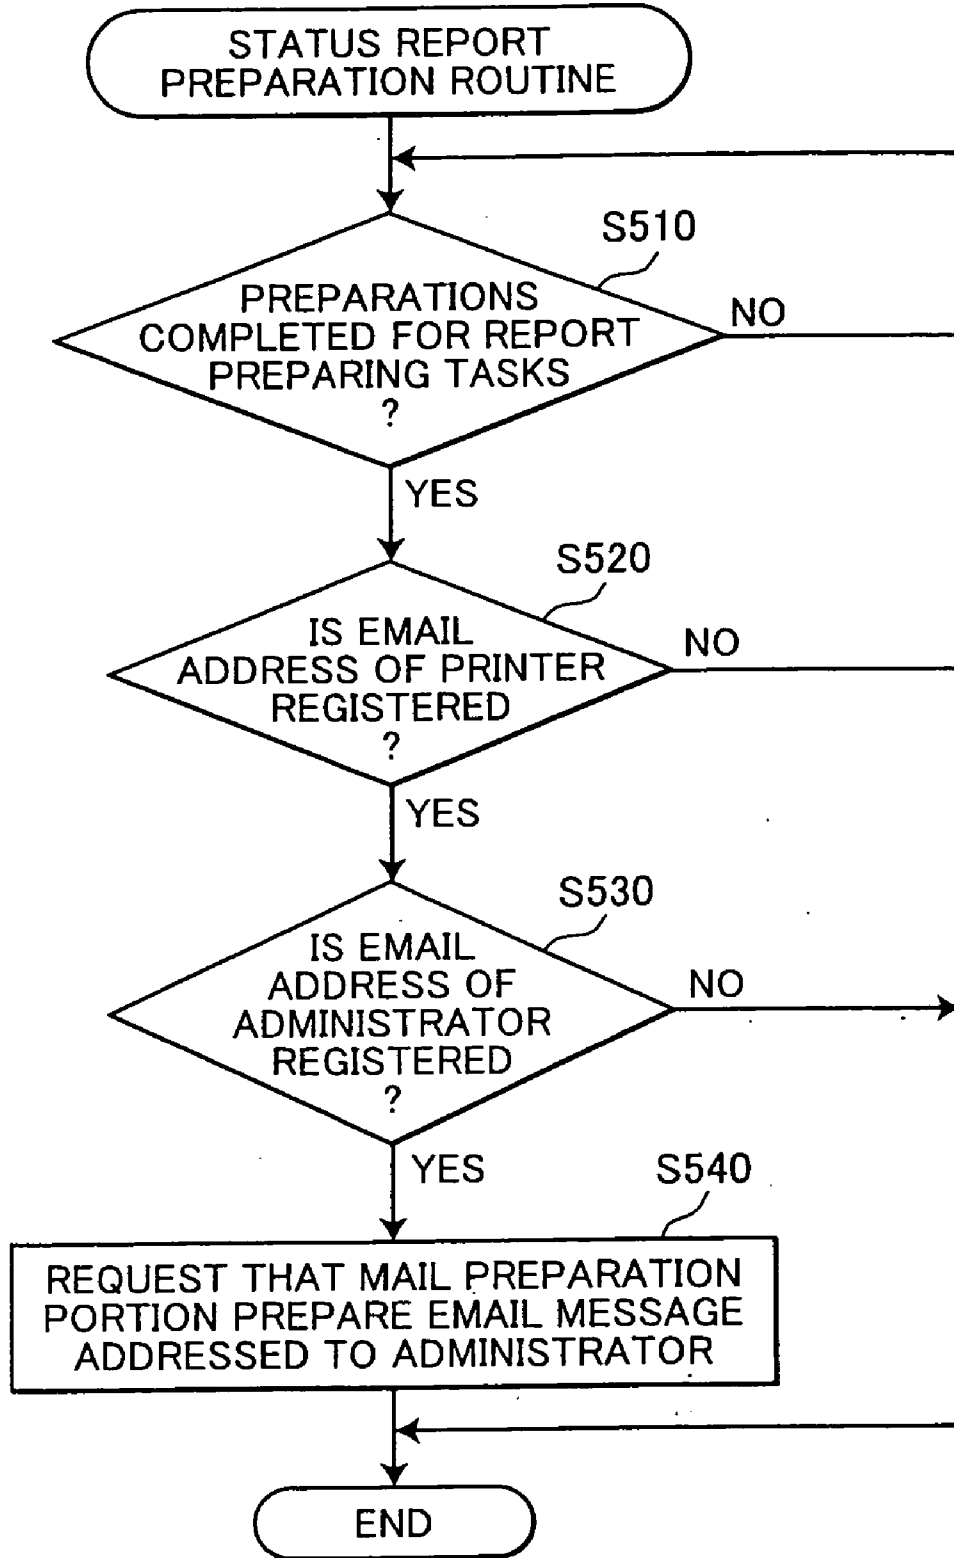 STATUS REPORT
PREPARATION ROUTINE
S510
PREPARATIONS
COMPLETED FOR REPORT
PREPARING TASKS
?
NO
YES
S520
IS EMAIL
ADDRESS OF PRINTER
REGISTERED
?
NO
YES
S530
IS EMAIL
ADDRESS OF
ADMINISTRATOR
REGISTERED
?
NO
YES
S540
REQUEST THAT MAIL PREPARATION
PORTION PREPARE EMAIL MESSAGE
ADDRESSED TO ADMINISTRATOR
END